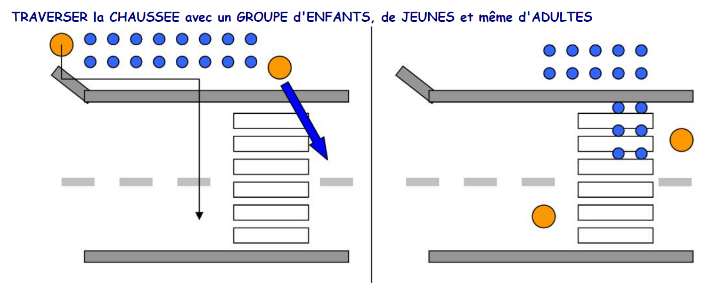 TRAVERSER la CHAUSSEE avec un GROUPE d'ENFANTS, de JEUNES et même d'ADULTES